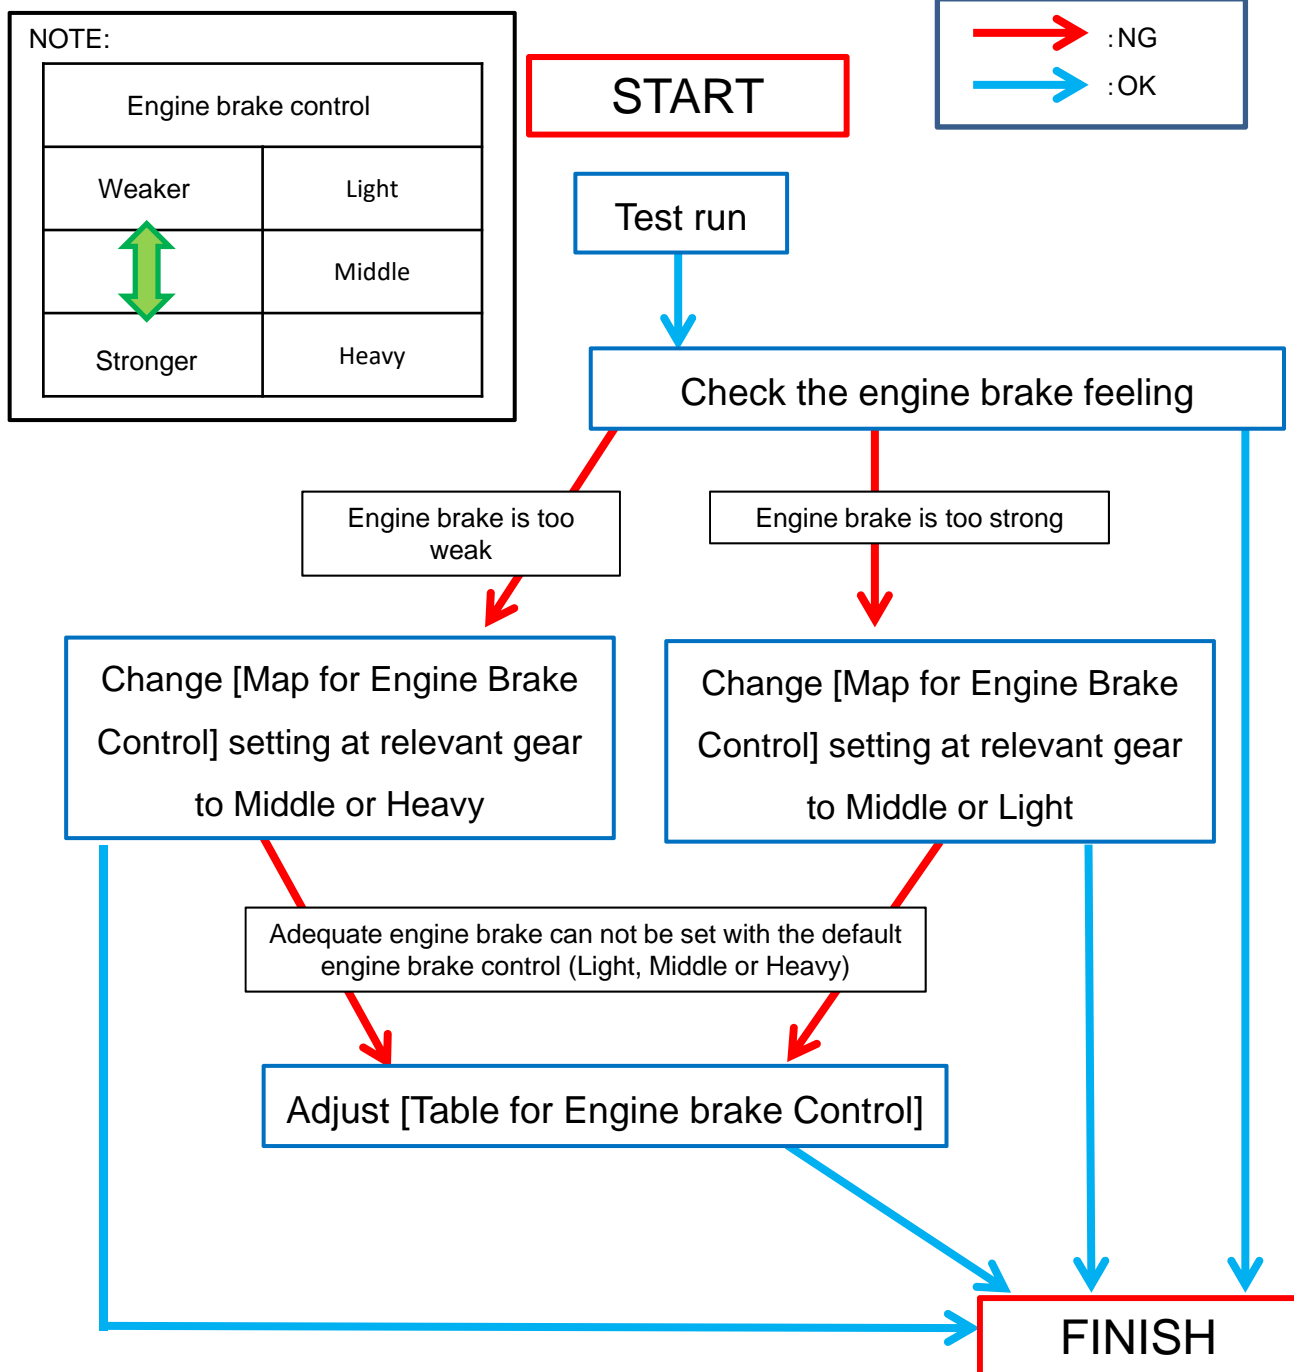 NOTE:
Engine brake control
Weaker
Light
Middle
Stronger
Heavy
START
:NG
:OK
Test run
Check the engine brake feeling
Engine brake is too
weak
Engine brake is too strong
Change [Map for Engine Brake
Control] setting at relevant gear
to Middle or Heavy
Change [Map for Engine Brake
Control] setting at relevant gear
to Middle or Light
Adequate engine brake can not be set with the default
engine brake control (Light, Middle or Heavy)
Adjust [Table for Engine brake Control]
FINISH